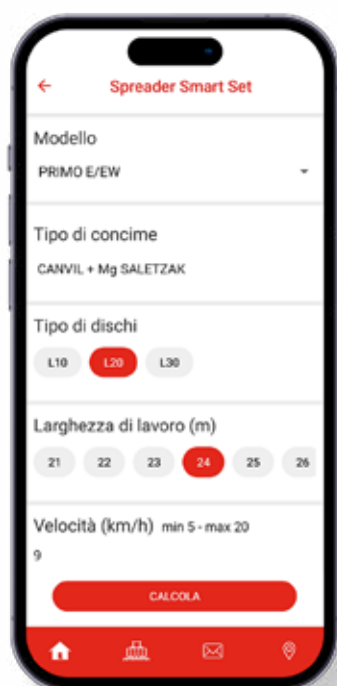 Spreader Smart Set
Modello
PRIMO E/EW
Tipo di concime
CANVIL + Mg SALETZAK
Tipo di dischi
L10 L20 L30
Larghezza di lavoro (m)
21 22 23 24 25 26
Velocità (km/h) min 5 - max 20
9
CALCOLA